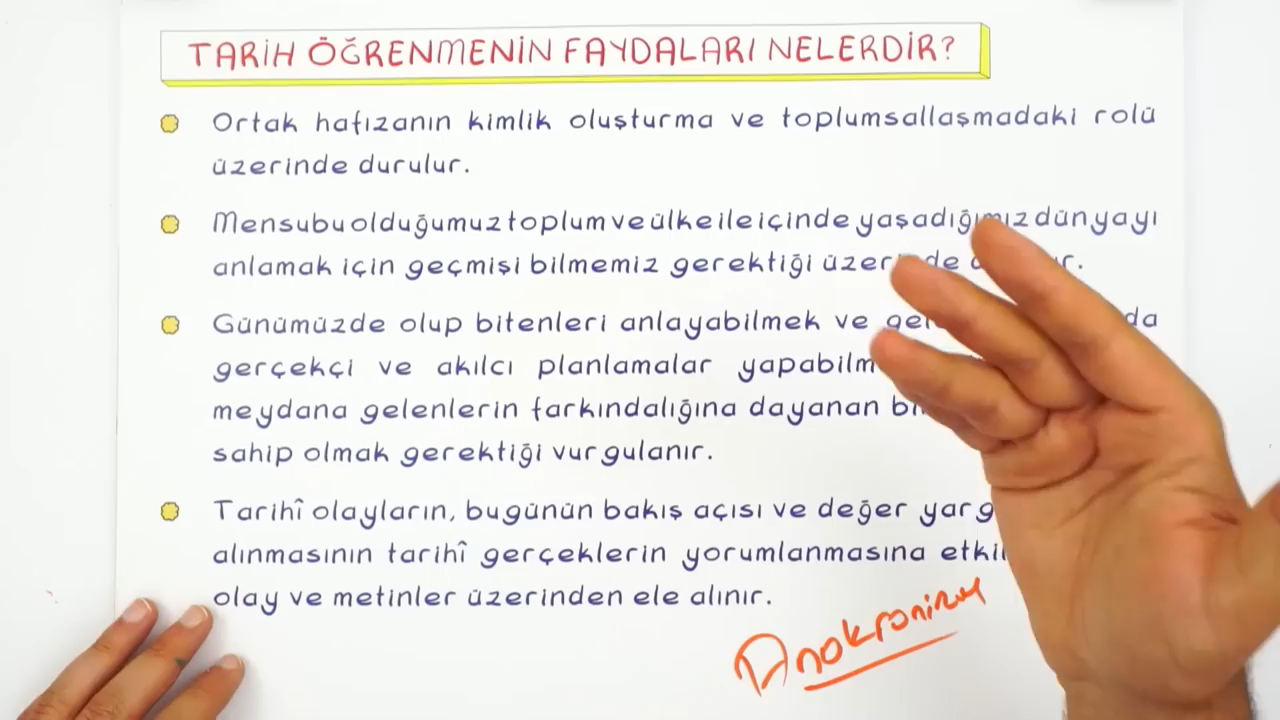 TARİH ÖĞRENMENİN FAYDALARI NELERDİR?
Ortak hafızanın kimlik oluşturma ve toplumsallaşmadaki rolü
üzerinde durulur.
Mensubu olduğumuz toplum ve ülke ile içinde yaşadığımız dünyayı
anlamak için geçmişi bilmemiz gerektiği
Günümüzde olup bitenleri anlayabilmek ve
gerçekçi ve akılcı planlamalar
meydana gelenlerin farkındalığına dayanan
sahip olmak gerektiği vurgulanır.
Tarihî olayların, bugünün bakış açısı ve değer
alınmasının tarihî gerçeklerin yorumlanmasına
olay ve metinler üzerinden ele alınır.
Anokronizm